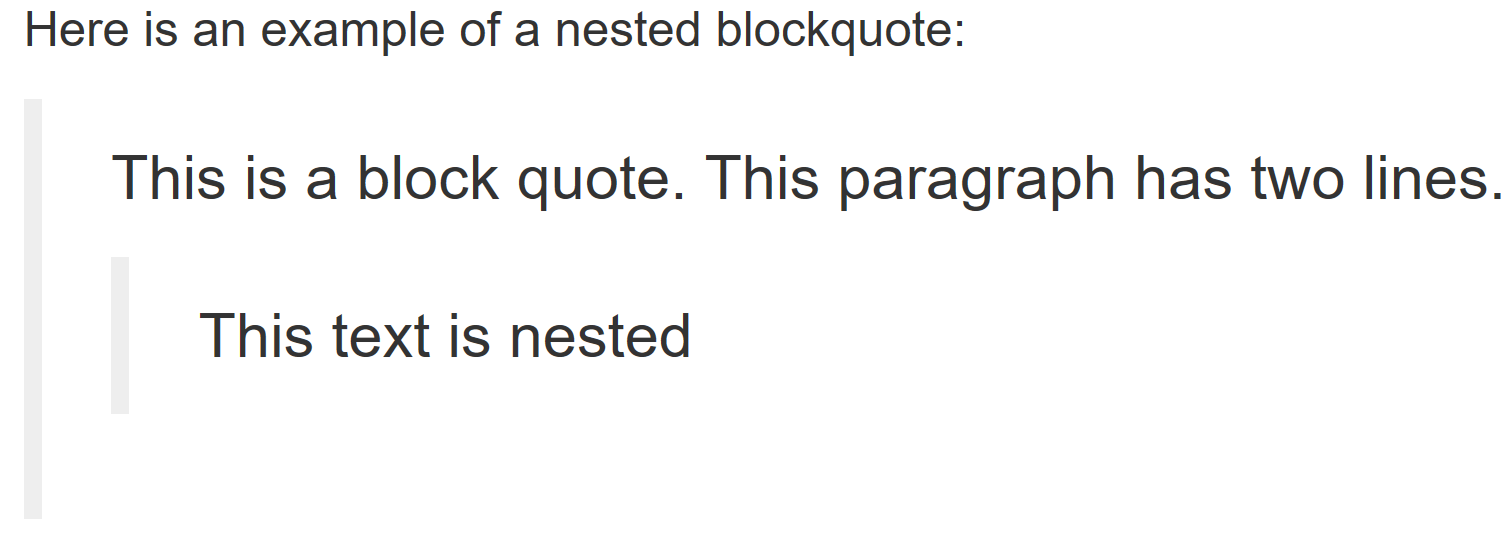 Here is an example of a nested blockquote:
This is a block quote. This paragraph has two lines.
This text is nested